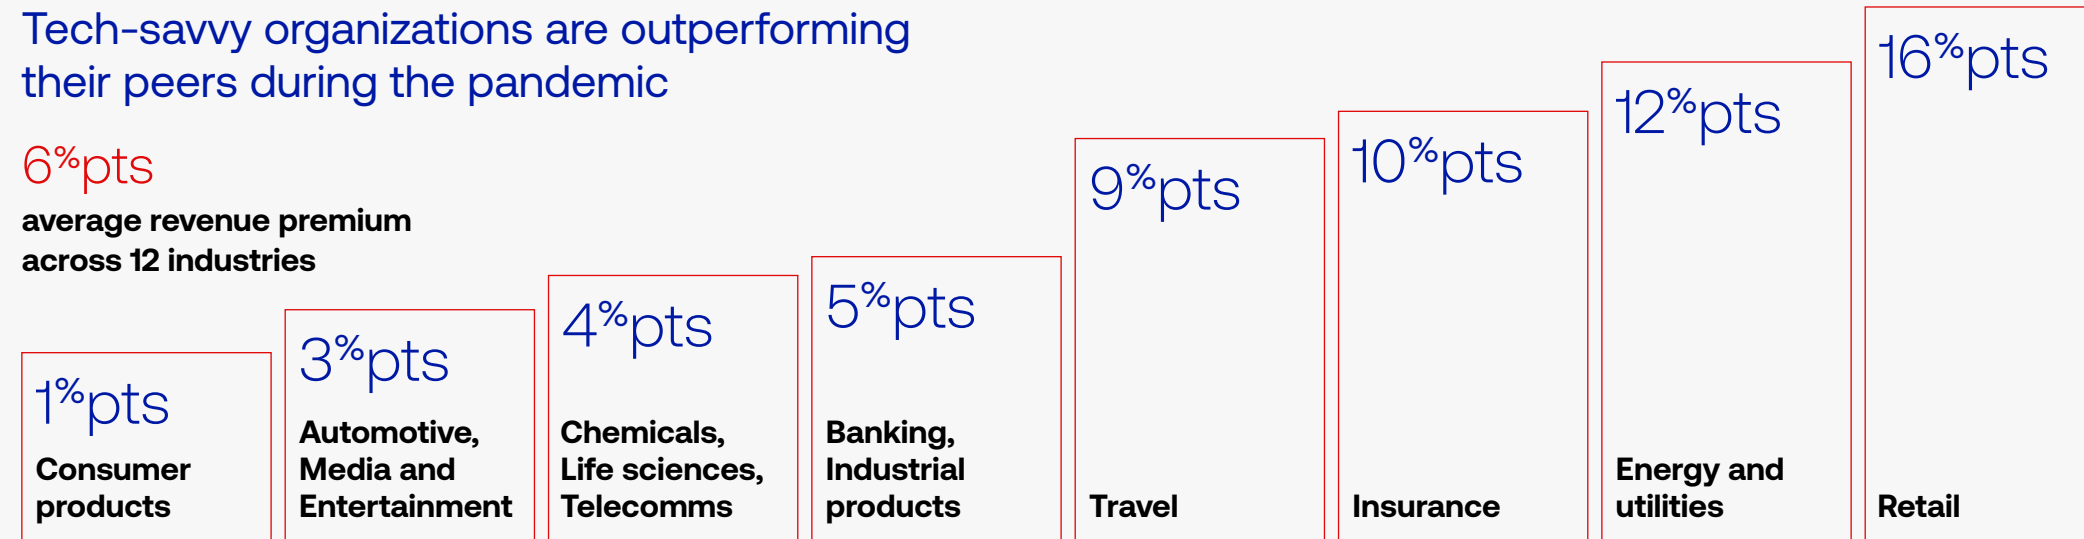 Tech-savvy organizations are outperforming
their peers during the pandemic
6%pts
average revenue premium
across 12 industries
1%pts
Consumer
products
3%pts
Automotive,
Media and
Entertainment
4%pts
Chemicals,
Life sciences,
Telecomms
5%pts
Banking,
Industrial
products
9%pts
Travel
10%pts
Insurance
12%pts
Energy and
utilities
16%pts
Retail